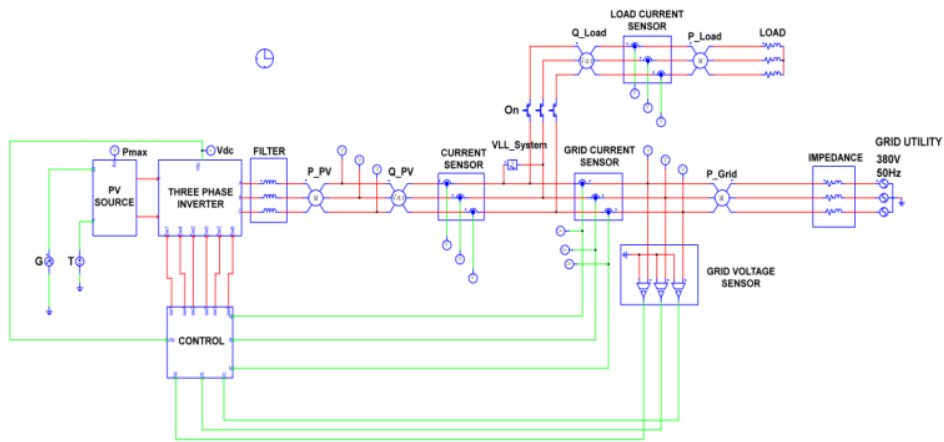 LOAD CURRENT
SENSOR
Q_Load
P_Load
LOAD
On
VLL_System
Pmax
Vdc
FILTER
P_PV
Q_PV
CURRENT
SENSOR
GRID CURRENT
SENSOR
P_Grid
IMPEDANCE
GRID UTILITY
380V
50Hz
PV
SOURCE
THREE PHASE
INVERTER
G
T
GRID VOLTAGE
SENSOR
CONTROL